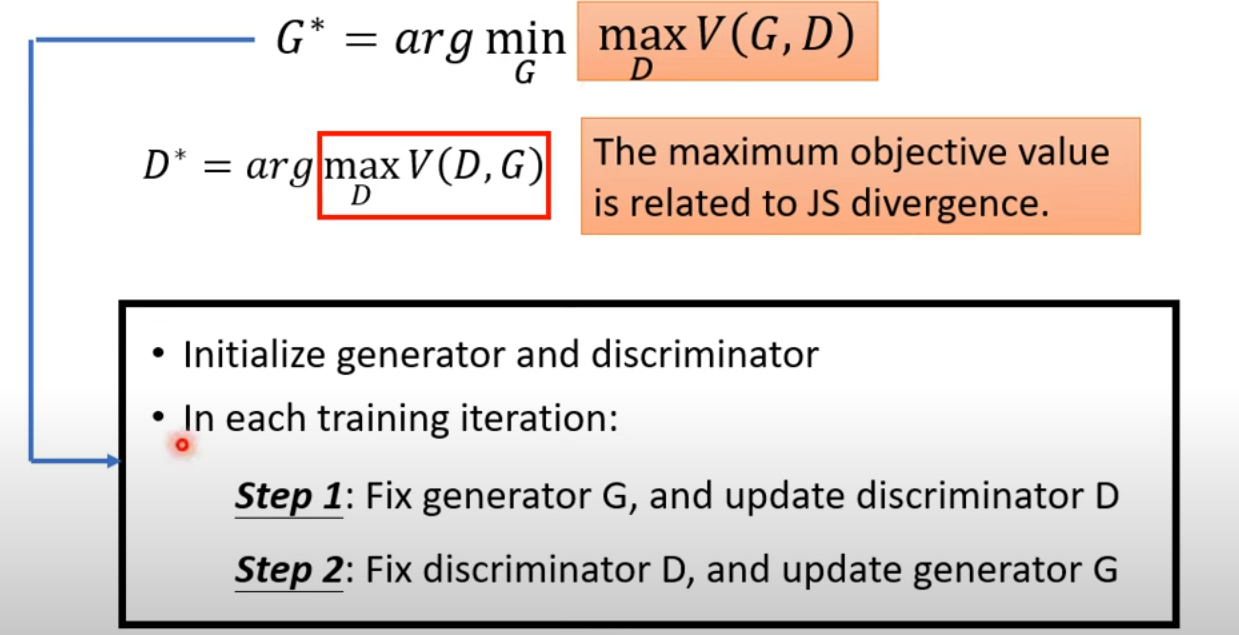 G* = arg min_G max_D V(G, D)
D* = arg max_D V(D, G)
The maximum objective value
is related to JS divergence.
• Initialize generator and discriminator
• In each training iteration:
Step 1: Fix generator G, and update discriminator D
Step 2: Fix discriminator D, and update generator G